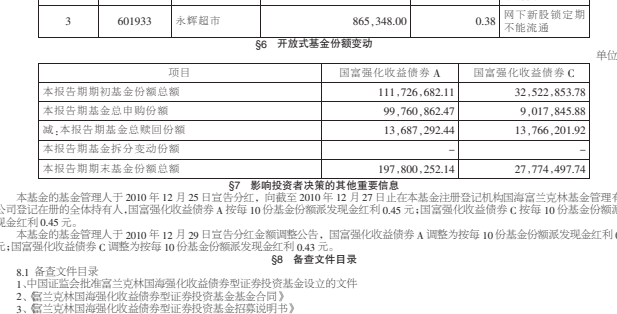 3 601933 永辉超市 865,348.00 0.38 网下新股锁定期
不能流通
§6 开放式基金份额变动
单位
项目 国富强化收益债券 A 国富强化收益债券 C
本报告期期初基金份额总额 111,726,682.11 32,522,853.78
本报告期基金总申购份额 99,760,862.47 9,017,845.88
减:本报告期基金总赎回份额 13,687,292.44 13,766,201.92
本报告期基金拆分变动份额 – –
本报告期期末基金份额总额 197,800,252.14 27,774,497.74
§7 影响投资者决策的其他重要信息
本基金的基金管理人于 2010 年 12 月 25 日宣告分红，向截至 2010 年 12 月 27 日止在本基金注册登记机构国海富兰克林基金管理有
公司登记在册的全体持有人,国富强化收益债券 A 按每 10 份基金份额派发现金红利 0.45 元;国富强化收益债券 C 按每 10 份基金份额派
现金红利 0.45 元。
本基金的基金管理人于 2010 年 12 月 29 日宣告分红金额调整公告，国富强化收益债券 A 调整为按每 10 份基金份额派发现金红利
元;国富强化收益债券 C 调整为按每 10 份基金份额派发现金红利 0.43 元。
§8 备查文件目录
8.1 备查文件目录
1、中国证监会批准富兰克林国海强化收益债券型证券投资基金设立的文件
2、《富兰克林国海强化收益债券型证券投资基金基金合同》
3、《富兰克林国海强化收益债券型证券投资基金招募说明书》